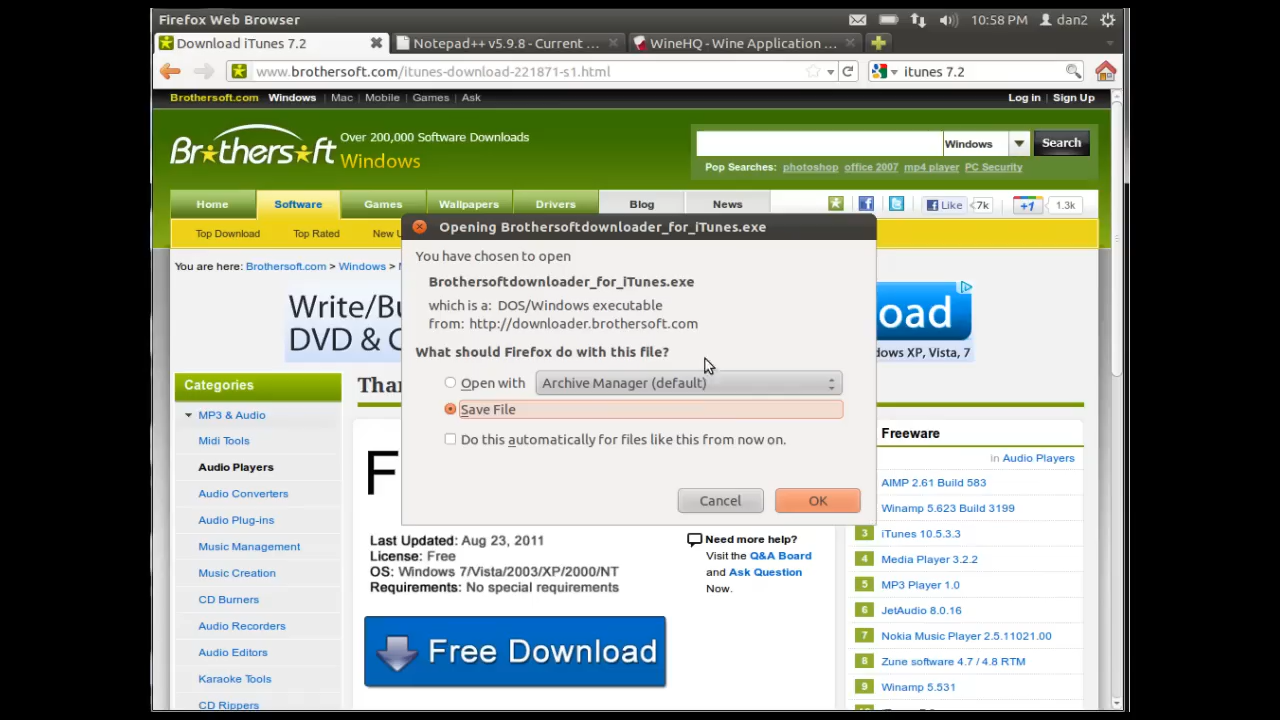 Firefox Web Browser
10:58 PM dan2
Download iTunes 7.2
Notepad++ v5.9.8 - Current ...
WineHQ - Wine Application ...
www.brothersoft.com/itunes-download-221871-s1.html
itunes 7.2
Brothersoft.com Windows | Mac | Mobile | Games | Ask
Log in | Sign Up
Brothersoft
Over 200,000 Software Downloads
Windows
Windows
Search
Pop Searches: photoshop office 2007 mp4 player PC Security
Home Software Games Wallpapers Drivers Blog News
Like 7k +1 1.3k
Top Download Top Rated New
Opening Brothersoftdownloader_for_iTunes.exe
You have chosen to open
Brothersoftdownloader_for_iTunes.exe
which is a: DOS/Windows executable
from: http://downloader.brothersoft.com
What should Firefox do with this file?
Open with Archive Manager (default)
Save File
Do this automatically for files like this from now on.
Cancel OK
You are here: Brothersoft.com > Windows >
Write/Bu
DVD &
oad
dows XP, Vista, 7
Categories
MP3 & Audio
Midi Tools
Audio Players
Audio Converters
Audio Plug-ins
Music Management
Music Creation
CD Burners
Audio Recorders
Audio Editors
Karaoke Tools
CD Rippers
Than
F
Last Updated: Aug 23, 2011
License: Free
OS: Windows 7/Vista/2003/XP/2000/NT
Requirements: No special requirements
Free Download
Need more help?
Visit the Q&A Board
and Ask Question
Now.
Freeware
in Audio Players
AIMP 2.61 Build 583
Winamp 5.623 Build 3199
3 iTunes 10.5.3.3
4 Media Player 3.2.2
5 MP3 Player 1.0
6 JetAudio 8.0.16
7 Nokia Music Player 2.5.11021.00
8 Zune software 4.7 / 4.8 RTM
9 Winamp 5.531